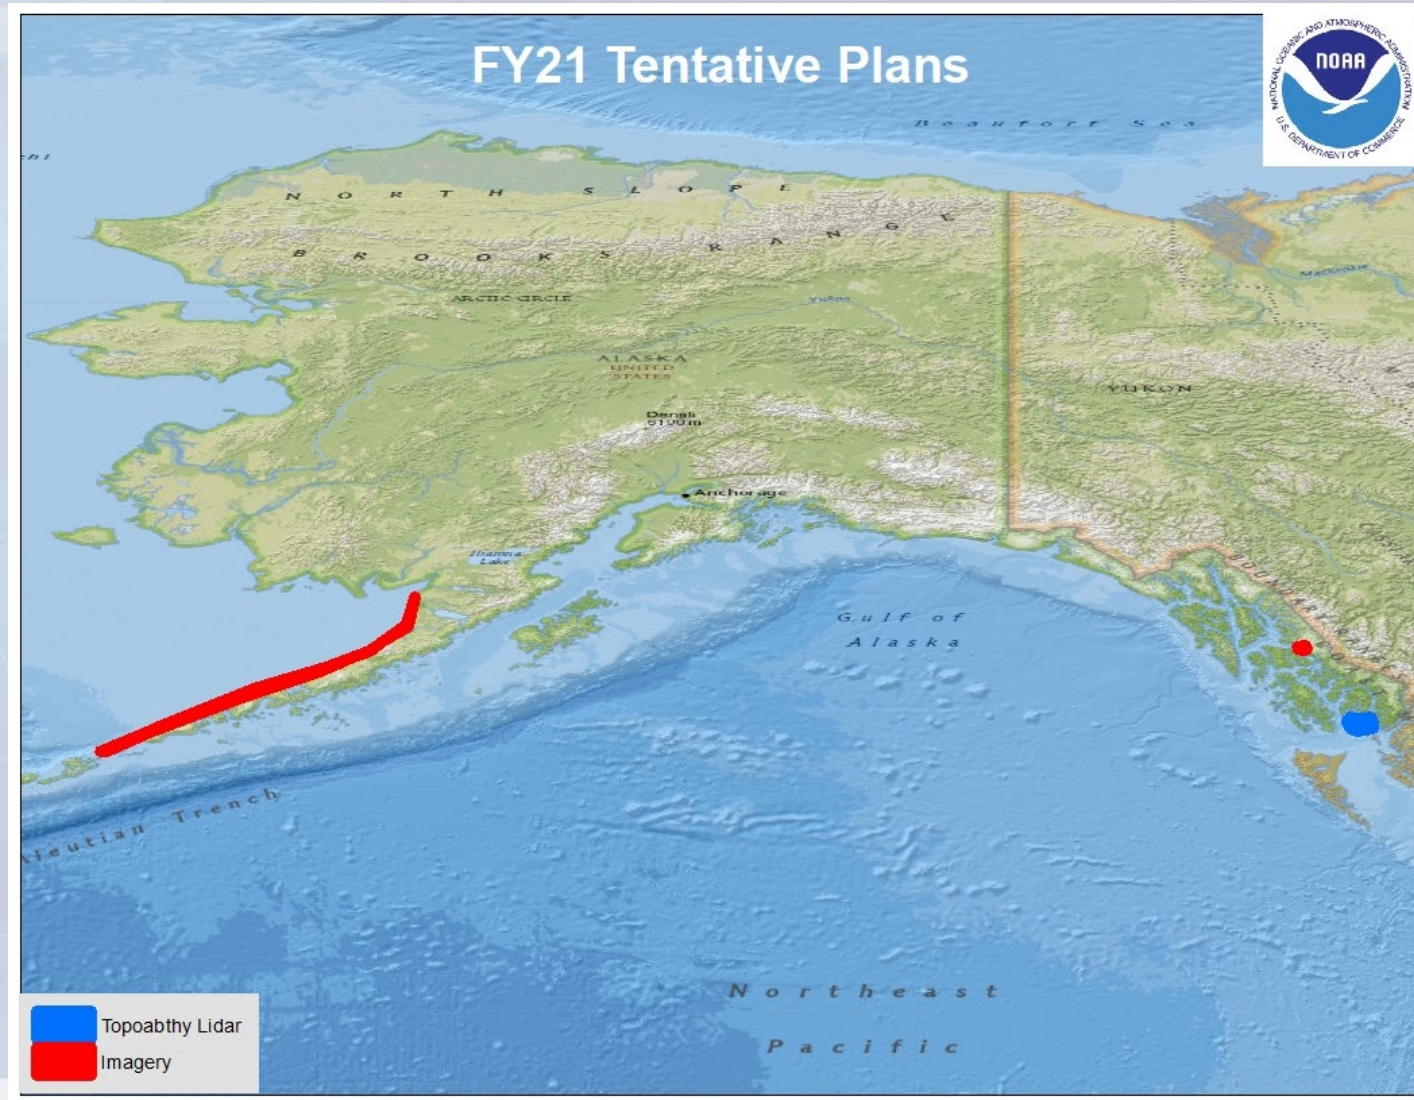 FY21 Tentative Plans
NATIONAL OCEANIC AND ATMOSPHERIC ADMINISTRATION
NOAA
U.S. DEPARTMENT OF COMMERCE
Beaufort Sea
NORTH SLOPE
BROOKS RANGE
Mackenzie
ARCTIC CIRCLE
Yukon
ALASKA
UNITED
STATES
YUKON
Denali
6190 m
Anchorage
Iliamna
Lake
Gulf of
Alaska
Aleutian Trench
Northeast
Pacific
Topoabthy Lidar
Imagery